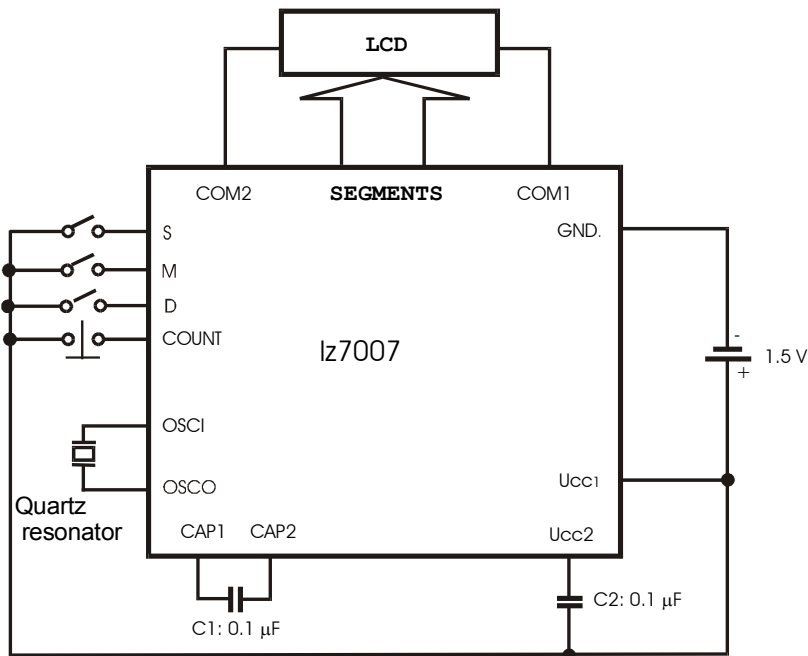 LCD
COM2 SEGMENTS COM1
S
GND.
M
D
COUNT
Iz7007
-
1.5 V
+
OSCI
OSCO
Ucc1
Quartz
resonator
CAP1 CAP2
Ucc2
C1: 0.1 μF
C2: 0.1 μF